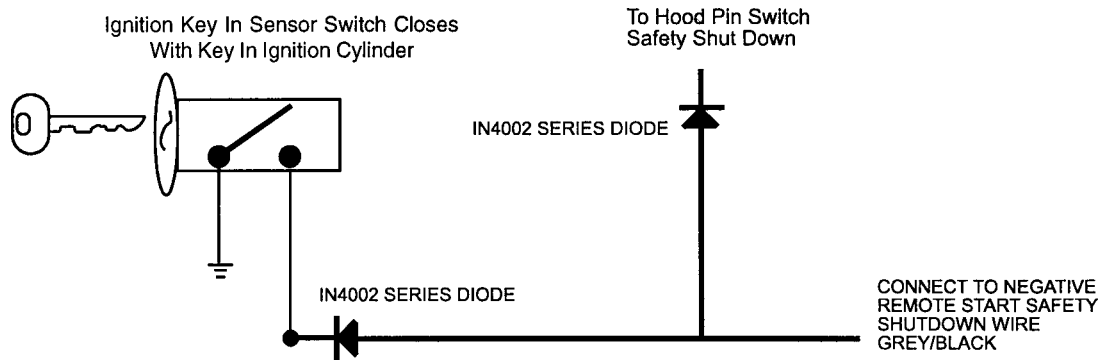 Ignition Key In Sensor Switch Closes
With Key In Ignition Cylinder
To Hood Pin Switch
Safety Shut Down
IN4002 SERIES DIODE
IN4002 SERIES DIODE
CONNECT TO NEGATIVE
REMOTE START SAFETY
SHUTDOWN WIRE
GREY/BLACK